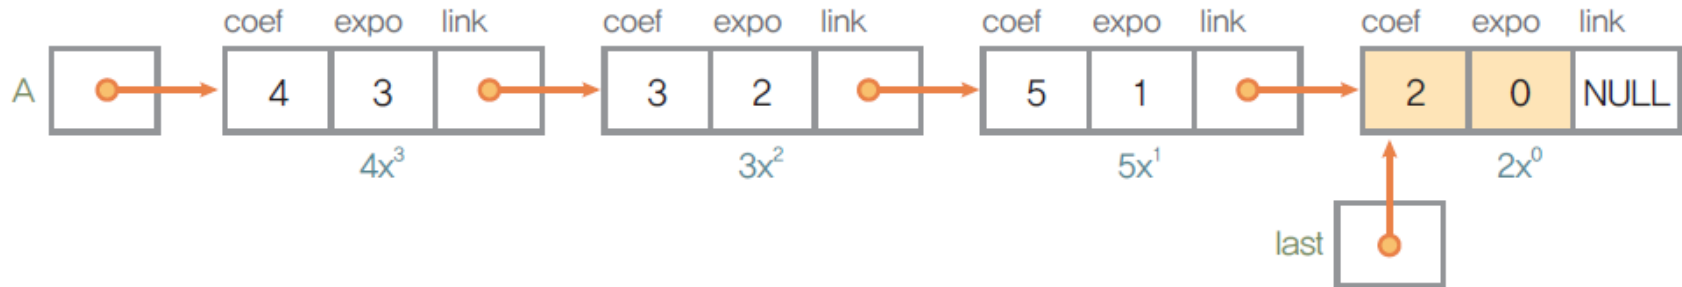 coef expo link coef expo link coef expo link coef expo link
A 4 3 3 2 5 1 2 0 NULL
4x³ 3x² 5x¹ 2x⁰
last